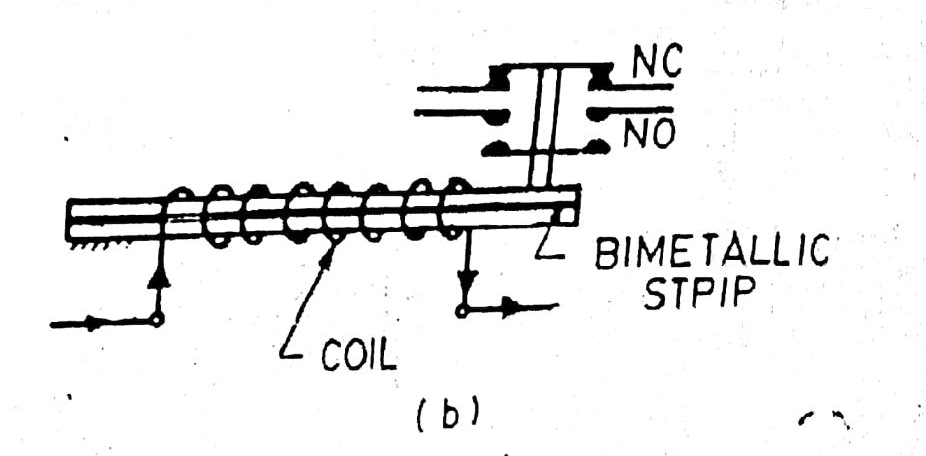 NC
NO
BIMETALLIC
STPIP
COIL
(b)